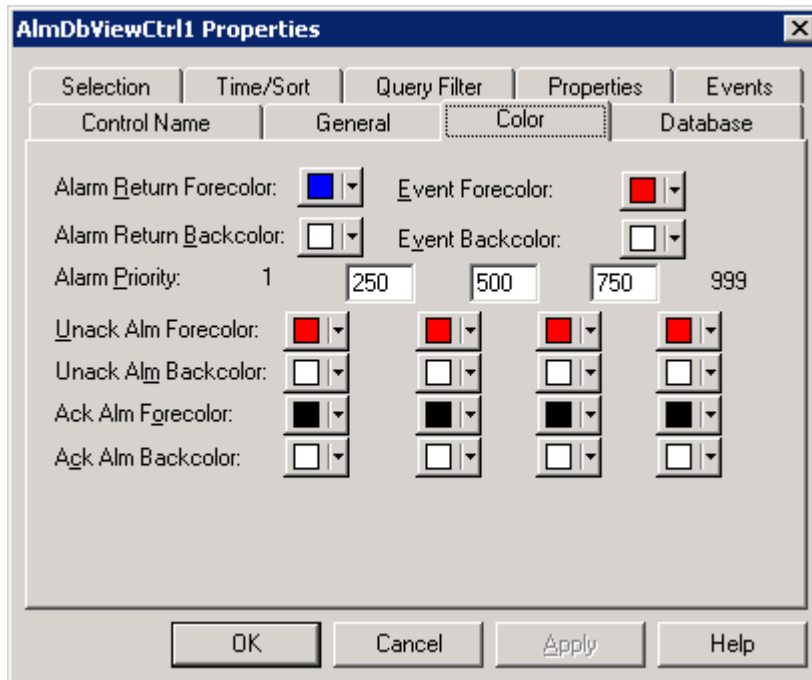 AlmDbViewCtrl1 Properties
Selection Time/Sort Query Filter Properties Events
Control Name General Color Database
Alarm Return Forecolor: Event Forecolor:
Alarm Return Backcolor: Event Backcolor:
Alarm Priority: 1 250 500 750 999
Unack Alm Forecolor:
Unack Alm Backcolor:
Ack Alm Forecolor:
Ack Alm Backcolor:
OK Cancel Apply Help